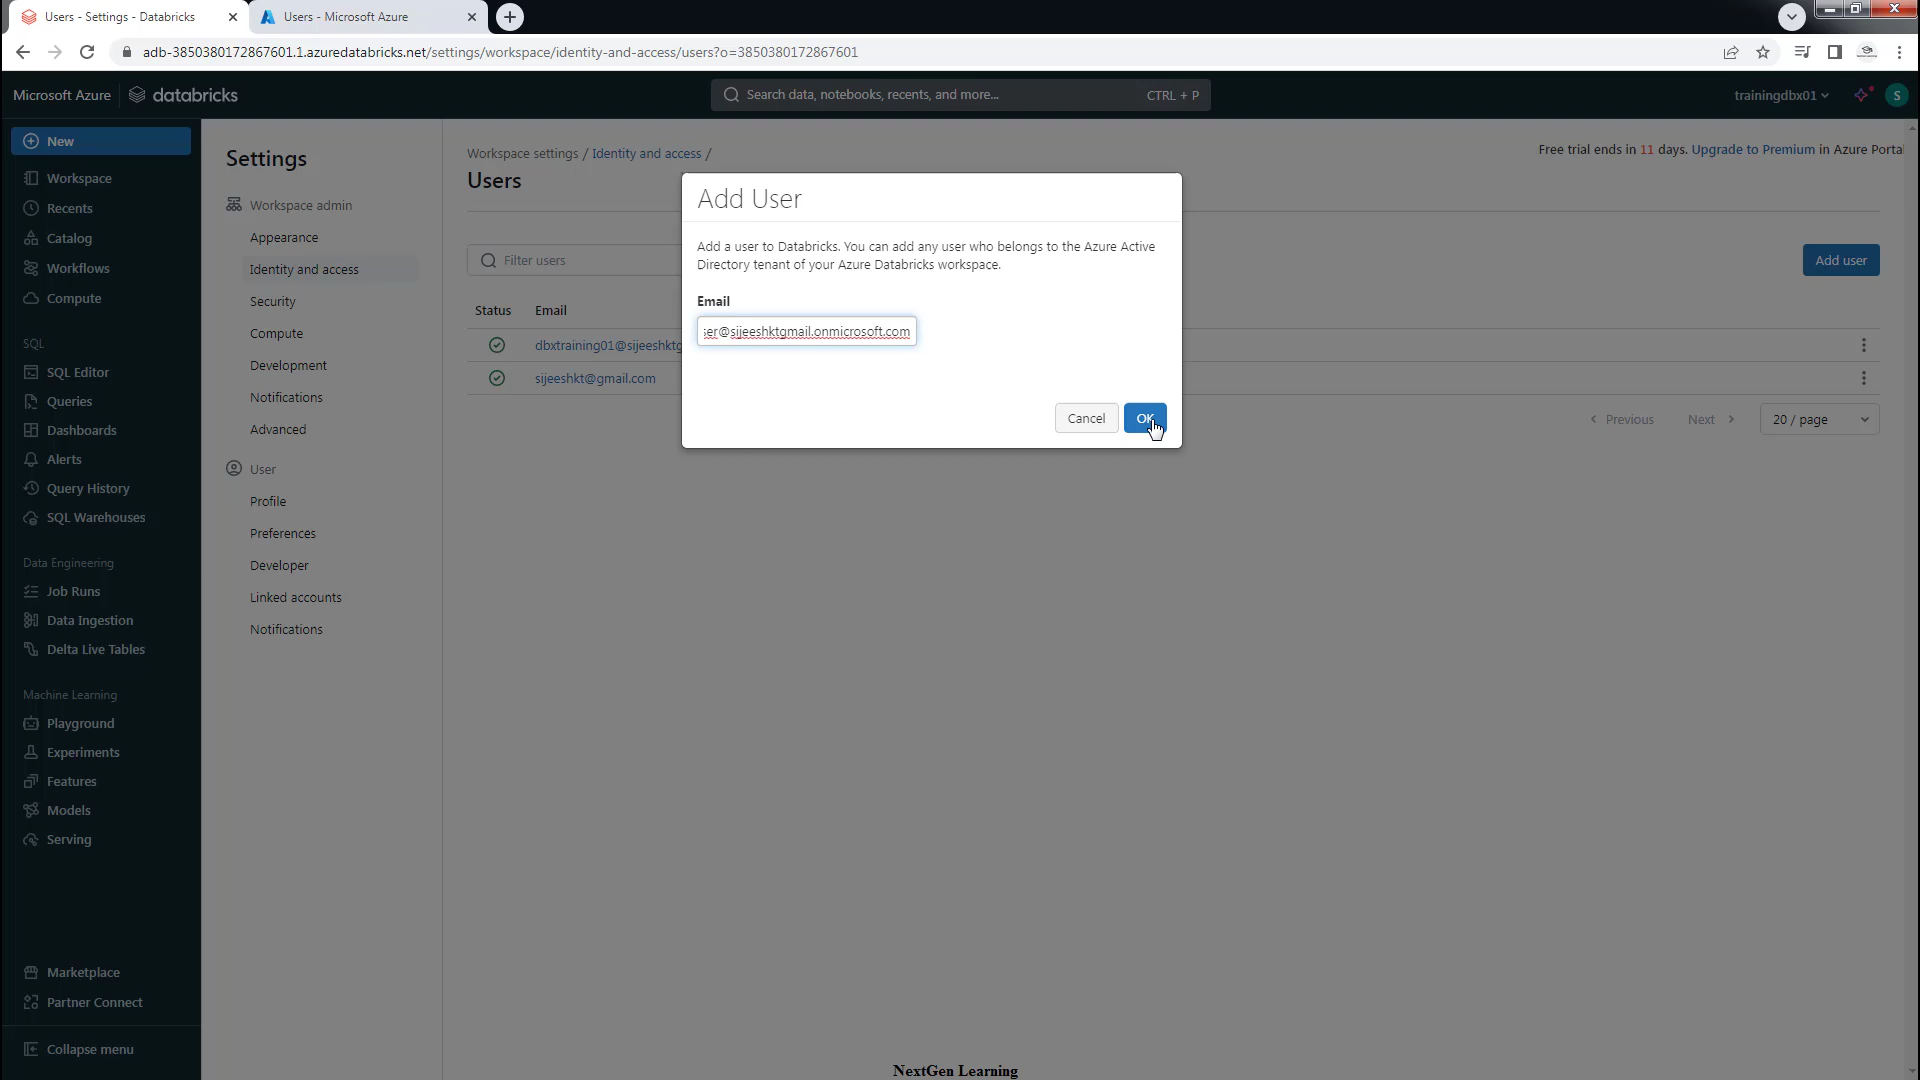 Users - Settings - Databricks
Users - Microsoft Azure
adb-3850380172867601.1.azuredatabricks.net/settings/workspace/identity-and-access/users?o=3850380172867601
Microsoft Azure
databricks
Search data, notebooks, recents, and more...
CTRL + P
trainingdbx01
S
New
Workspace
Recents
Catalog
Workflows
Compute
SQL
SQL Editor
Queries
Dashboards
Alerts
Query History
SQL Warehouses
Data Engineering
Job Runs
Data Ingestion
Delta Live Tables
Machine Learning
Playground
Experiments
Features
Models
Serving
Marketplace
Partner Connect
Collapse menu
Settings
Workspace admin
Appearance
Identity and access
Security
Compute
Development
Notifications
Advanced
User
Profile
Preferences
Developer
Linked accounts
Notifications
Workspace settings / Identity and access /
Users
Free trial ends in 11 days. Upgrade to Premium in Azure Porta
Filter users
Add user
Status
Email
dbxtraining01@sijeeshktg
sijeeshkt@gmail.com
Previous
Next
20 / page
Add User
Add a user to Databricks. You can add any user who belongs to the Azure Active
Directory tenant of your Azure Databricks workspace.
Email
ser@sijeeshktgmail.onmicrosoft.com
Cancel
OK
NextGen Learning